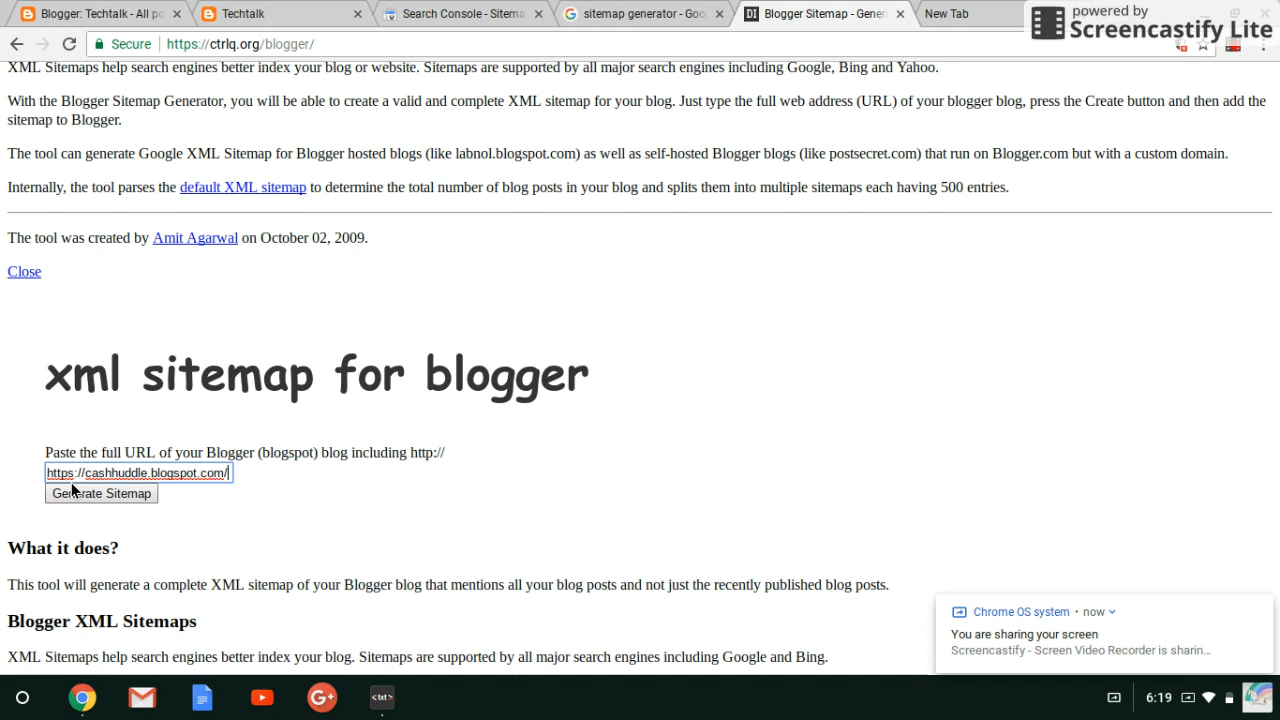 Blogger: Techtalk - All po
Techtalk
Search Console - Sitema
sitemap generator - Goo
Blogger Sitemap - Gener
New Tab
powered by
Screencastify Lite
Secure
https://ctrlq.org/blogger/
XML Sitemaps help search engines better index your blog or website. Sitemaps are supported by all major search engines including Google, Bing and Yahoo.
With the Blogger Sitemap Generator, you will be able to create a valid and complete XML sitemap for your blog. Just type the full web address (URL) of your blogger blog, press the Create button and then add the
sitemap to Blogger.
The tool can generate Google XML Sitemap for Blogger hosted blogs (like labnol.blogspot.com) as well as self-hosted Blogger blogs (like postsecret.com) that run on Blogger.com but with a custom domain.
Internally, the tool parses the default XML sitemap to determine the total number of blog posts in your blog and splits them into multiple sitemaps each having 500 entries.
The tool was created by Amit Agarwal on October 02, 2009.
Close
xml sitemap for blogger
Paste the full URL of your Blogger (blogspot) blog including http://
https://cashhuddle.blogspot.com/
Generate Sitemap
What it does?
This tool will generate a complete XML sitemap of your Blogger blog that mentions all your blog posts and not just the recently published blog posts.
Blogger XML Sitemaps
XML Sitemaps help search engines better index your blog. Sitemaps are supported by all major search engines including Google and Bing.
Chrome OS system • now
You are sharing your screen
Screencastify - Screen Video Recorder is sharin...
DI
G+
<txt>
6:19